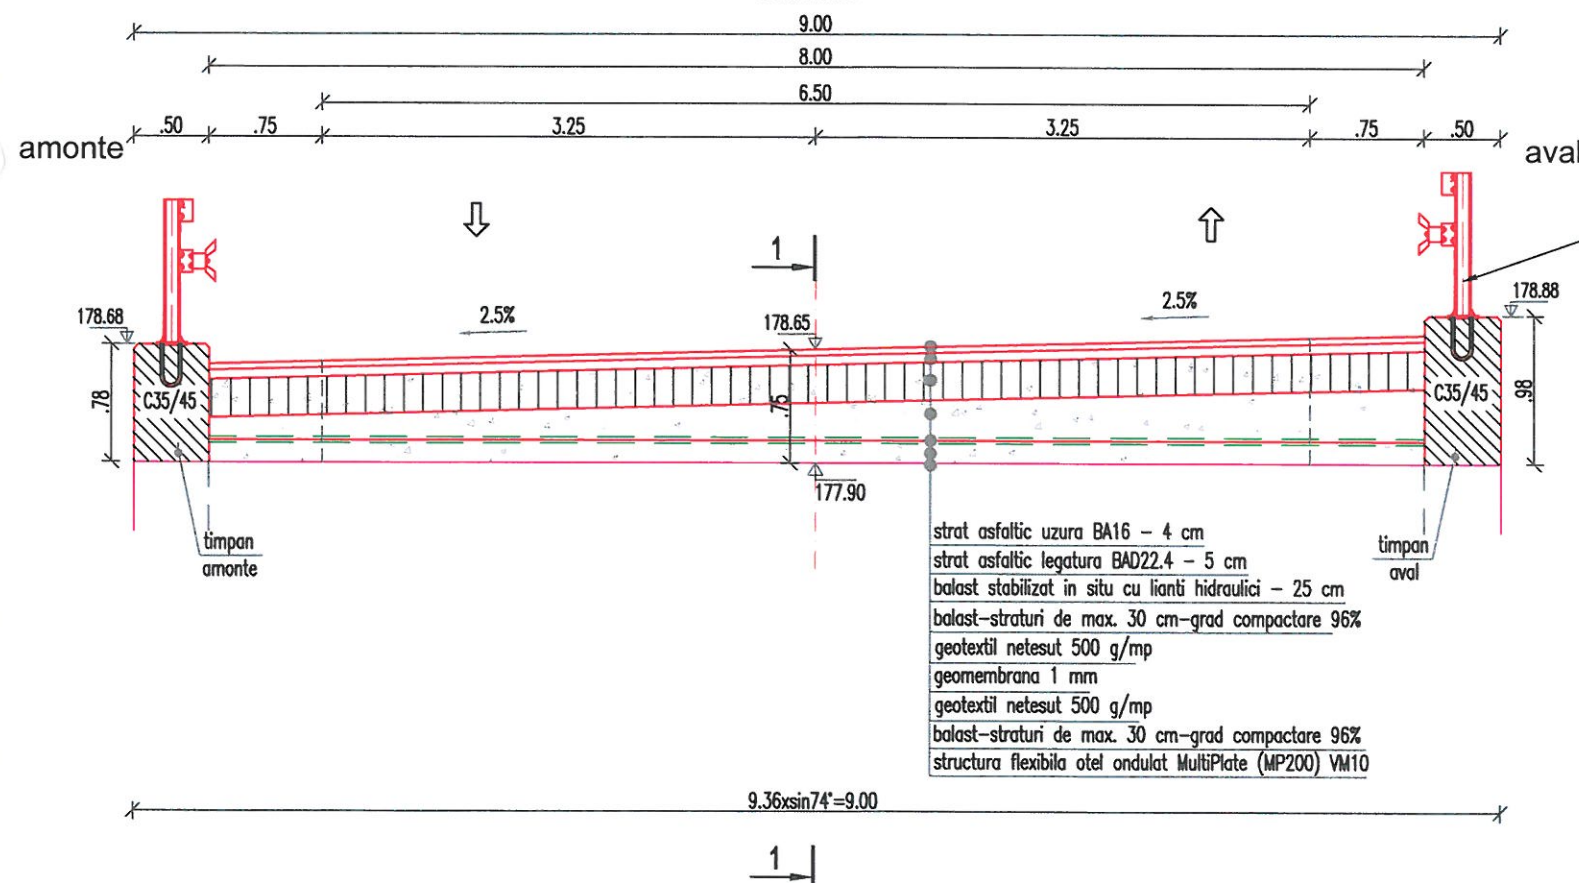 9.00
8.00
6.50
.50 .75 3.25 3.25 .75 .50
amonte
aval
1
178.68
2.5%
178.65
2.5%
178.88
.78
C35/45
.75
C35/45
.98
177.90
timpan
amonte
timpan
aval
strat asfaltic uzura BA16 - 4 cm
strat asfaltic legatura BAD22.4 - 5 cm
balast stabilizat in situ cu lianti hidraulici - 25 cm
balast-straturi de max. 30 cm-grad compactare 96%
geotextil netesut 500 g/mp
geomembrana 1 mm
geotextil netesut 500 g/mp
balast-straturi de max. 30 cm-grad compactare 96%
structura flexibila otel ondulat MultiPlate (MP200) VM10
9.36xsin74°=9.00
1